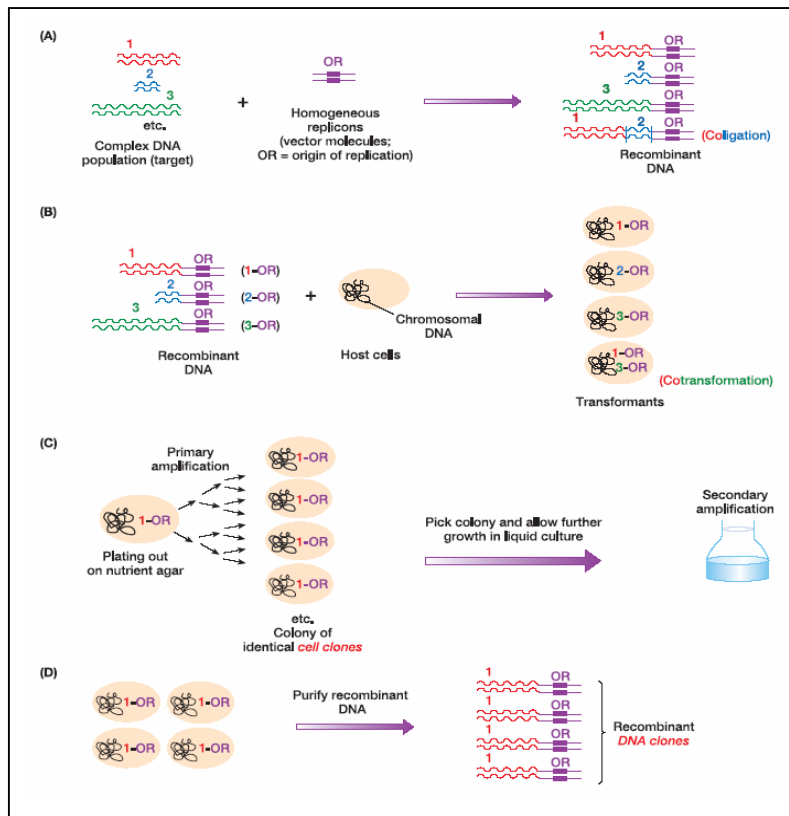 (A)
1
2
3
etc.
Complex DNA
population (target)
+
OR
Homogeneous
replicons
(vector molecules;
OR = origin of replication)
1
OR
2
OR
3
OR
1
2
OR
(Coligation)
Recombinant
DNA
(B)
1
OR
(1–OR)
2
OR
(2–OR)
3
OR
(3–OR)
Recombinant
DNA
+
Chromosomal
DNA
Host cells
1–OR
2–OR
3–OR
1–OR
3–OR
(Cotransformation)
Transformants
(C)
Primary
amplification
1–OR
Plating out
on nutrient agar
1-OR
1-OR
1-OR
1-OR
etc.
Colony of
identical cell clones
Pick colony and allow further
growth in liquid culture
Secondary
amplification
(D)
1–OR
1–OR
1–OR
1–OR
Purify recombinant
DNA
1
OR
1
OR
1
OR
1
OR
Recombinant
DNA clones